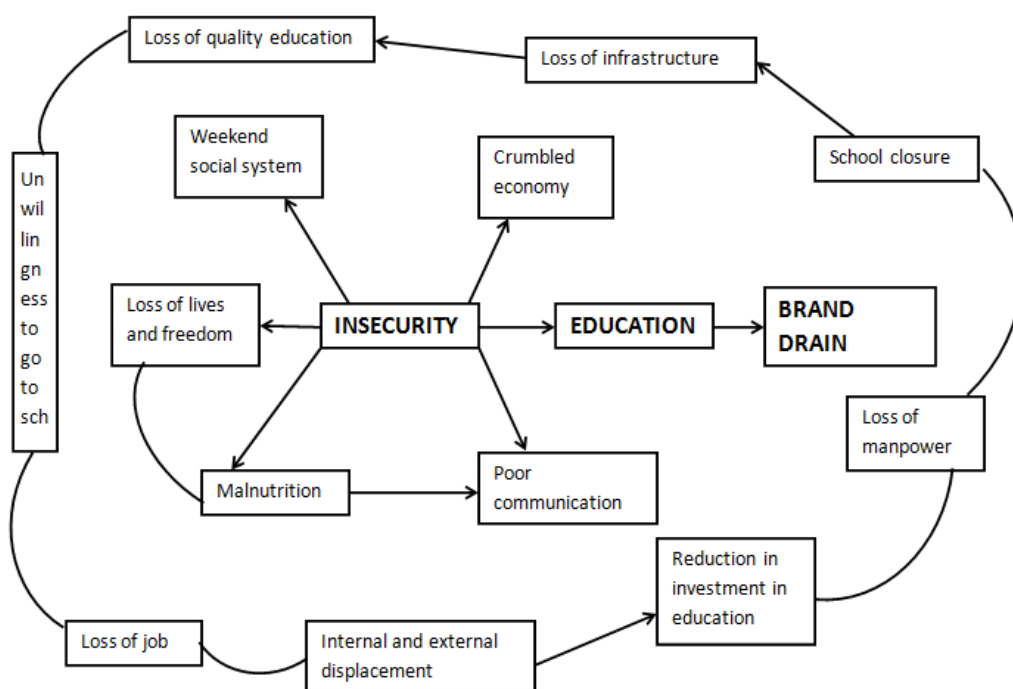 Loss of quality education
Loss of infrastructure
School closure
Weekend
social system
Crumbled
economy
Un
wil
lin
gn
ess
to
go
to
sch
Loss of lives
and freedom
INSECURITY
EDUCATION
BRAND
DRAIN
Loss of
manpower
Malnutrition
Poor
communication
Reduction in
investment in
education
Loss of job
Internal and external
displacement